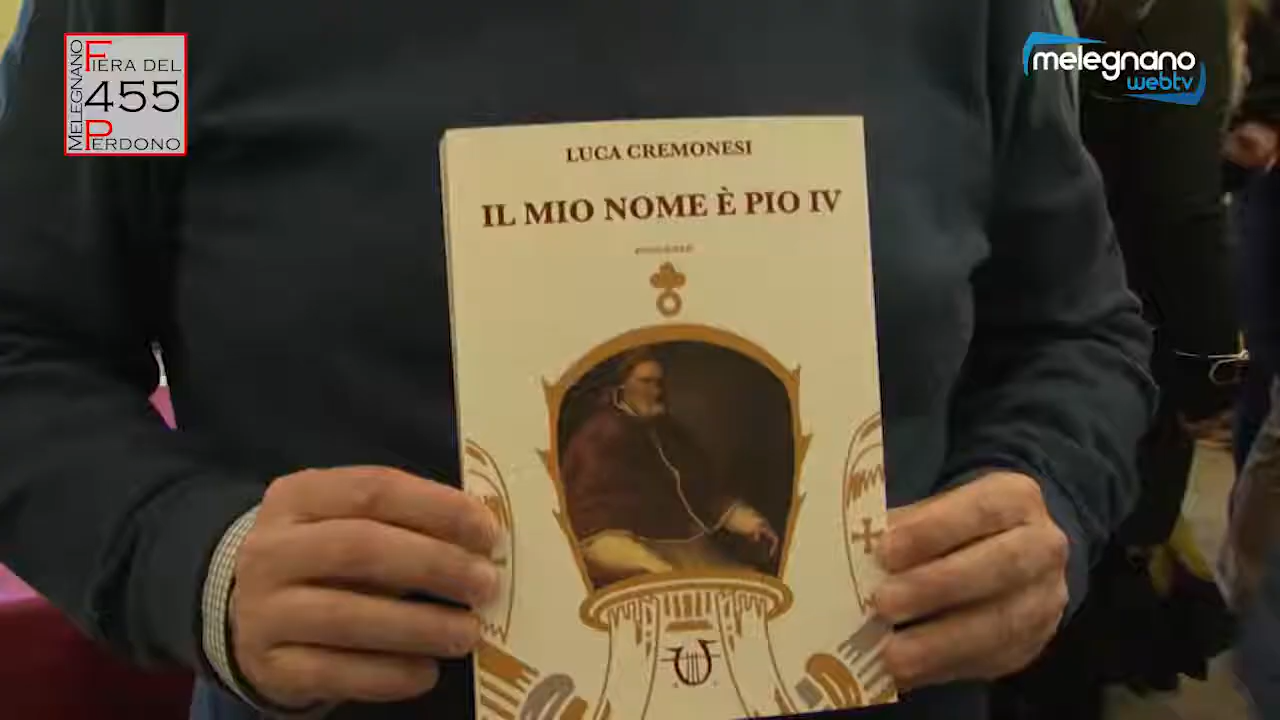 MELEGNANO
FIERA DEL
455
PERDONO
melegnano
webtv
LUCA CREMONESI
IL MIO NOME È PIO IV